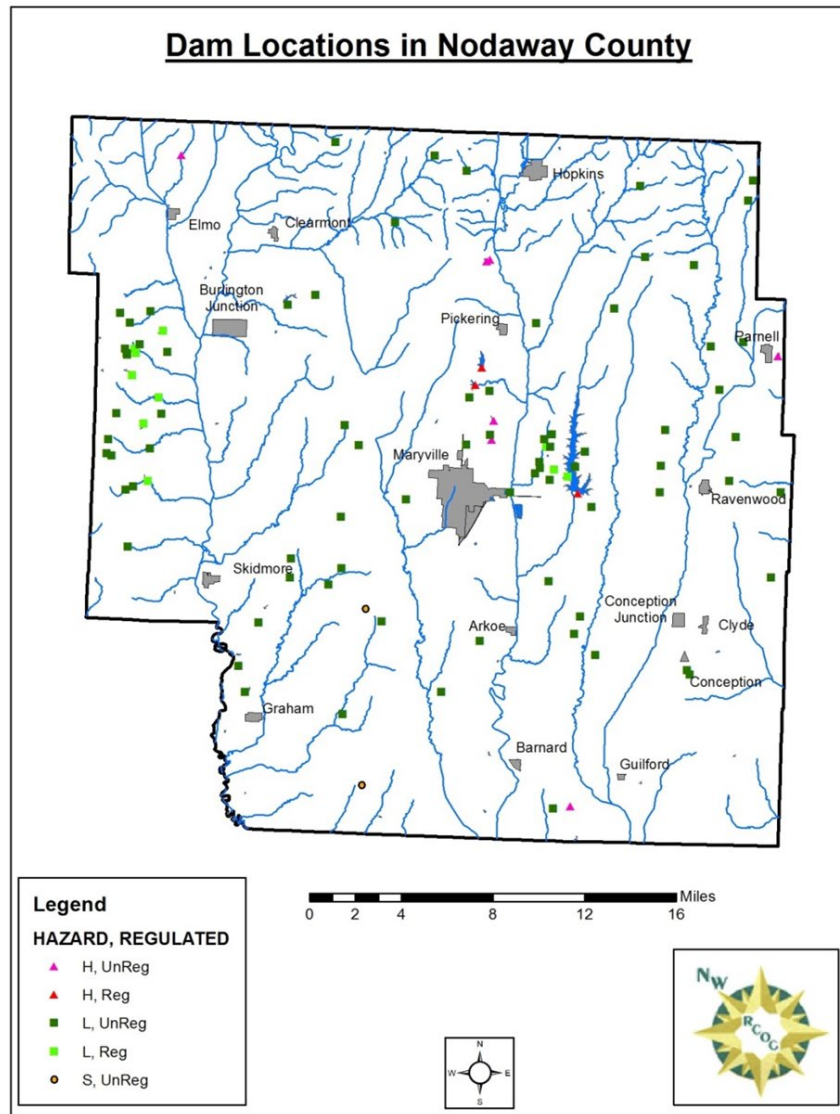 Dam Locations in Nodaway County
Hopkins
Elmo
Clearmont
Burlington
Junction
Pickering
Parnell
Maryville
Ravenwood
Skidmore
Conception
Junction
Arkoe
Clyde
Conception
Graham
Barnard
Guilford
Legend
HAZARD, REGULATED
H, UnReg
H, Reg
L, UnReg
L, Reg
S, UnReg
Miles
0 2 4 8 12 16
N
W E
S
NW
RCOG